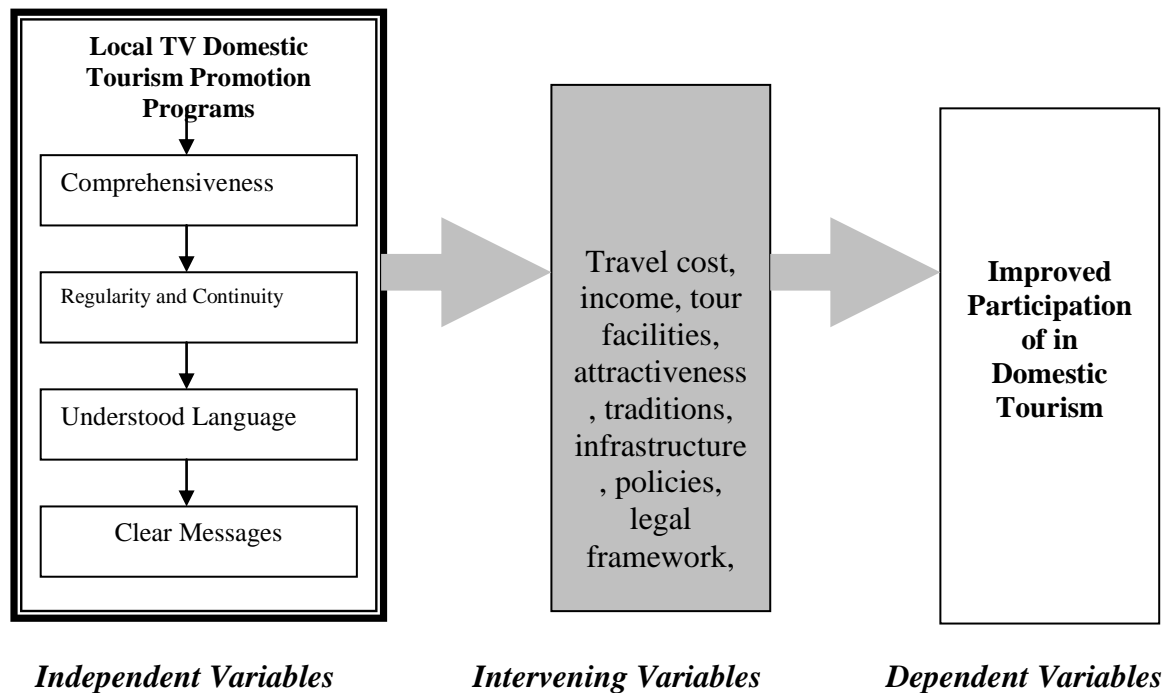 Local TV Domestic
Tourism Promotion
Programs
Comprehensiveness
Regularity and Continuity
Understood Language
Clear Messages
Travel cost,
income, tour
facilities,
attractiveness
, traditions,
infrastructure
, policies,
legal
framework,
Improved
Participation
of in
Domestic
Tourism
Independent Variables
Intervening Variables
Dependent Variables